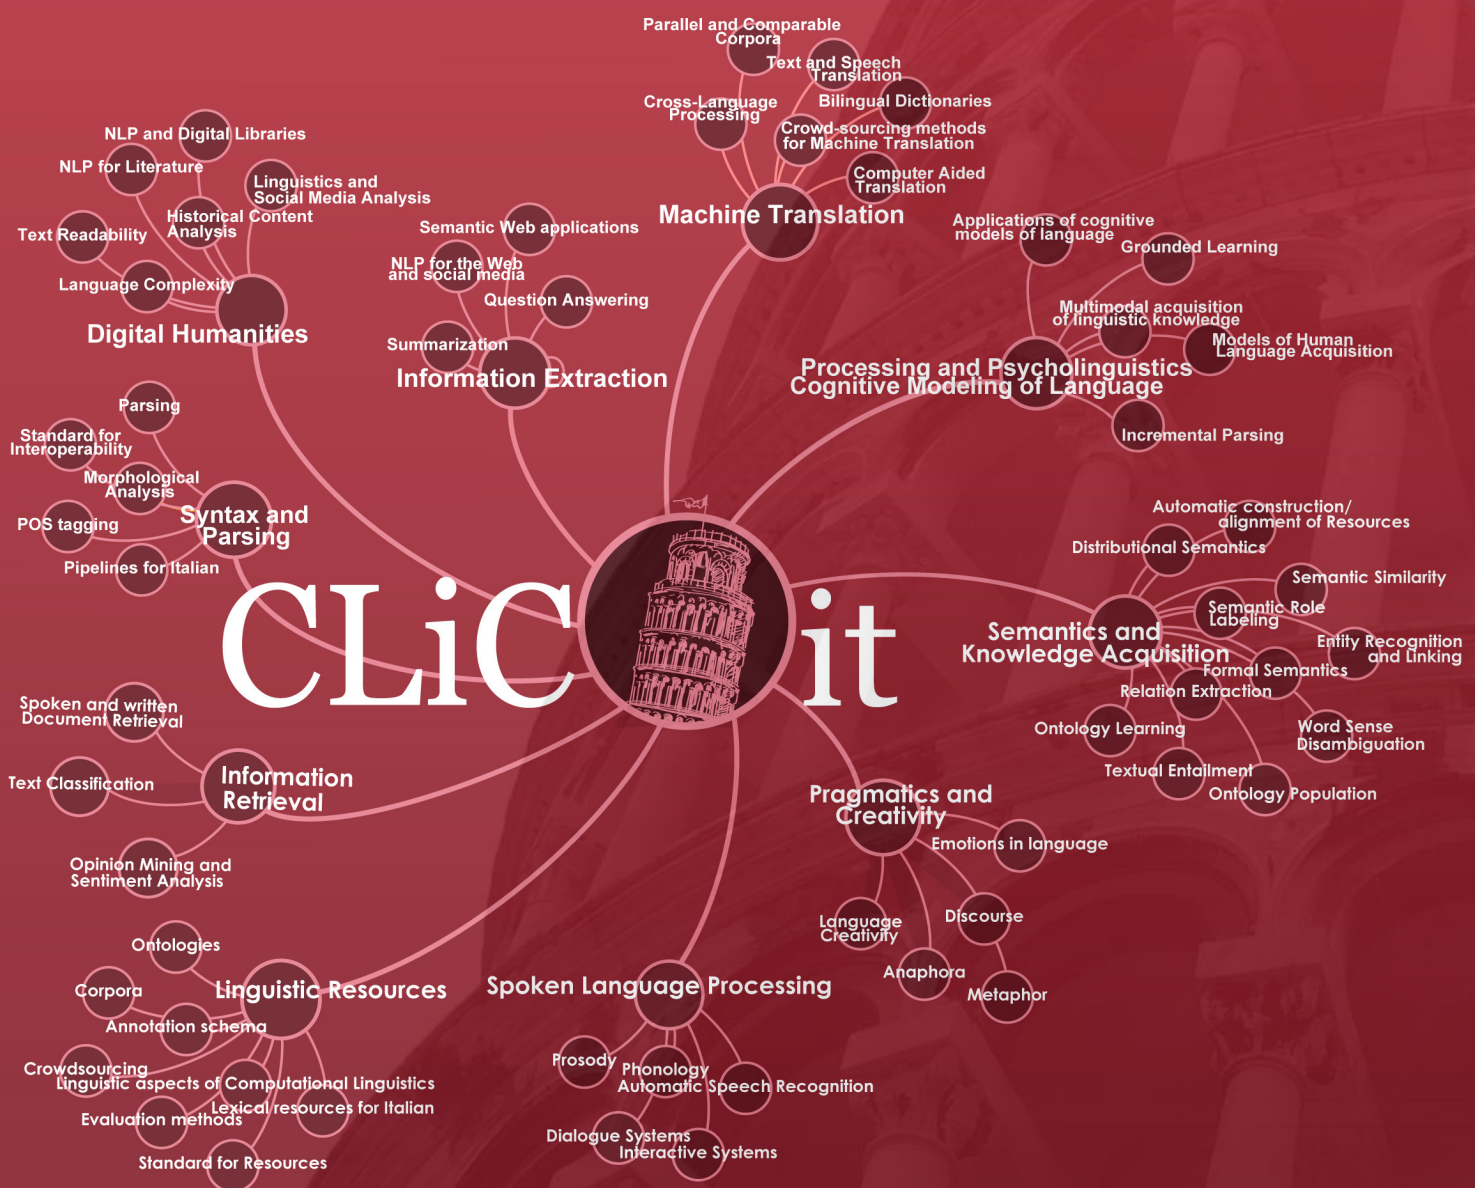 Parallel and Comparable
Corpora
Text and Speech
Translation
Cross-Language
Processing
Bilingual Dictionaries
Crowd-sourcing methods
for Machine Translation
Computer Aided
Translation
Machine Translation
NLP and Digital Libraries
NLP for Literature
Linguistics and
Social Media Analysis
Historical Content
Analysis
Text Readability
Language Complexity
Digital Humanities
Semantic Web applications
NLP for the Web
and social media
Question Answering
Summarization
Information Extraction
Applications of cognitive
models of language
Grounded Learning
Multimodal acquisition
of linguistic knowledge
Models of Human
Language Acquisition
Processing and Psycholinguistics
Cognitive Modeling of Language
Incremental Parsing
Parsing
Standard for
Interoperability
Morphological
Analysis
POS tagging
Syntax and
Parsing
Pipelines for Italian
CLiC it
Automatic construction/
alignment of Resources
Distributional Semantics
Semantic Similarity
Semantic Role
Labeling
Semantics and
Knowledge Acquisition
Entity Recognition
and Linking
Formal Semantics
Relation Extraction
Ontology Learning
Word Sense
Disambiguation
Textual Entailment
Ontology Population
Spoken and written
Document Retrieval
Text Classification
Information
Retrieval
Opinion Mining and
Sentiment Analysis
Pragmatics and
Creativity
Emotions in language
Language
Creativity
Discourse
Anaphora
Metaphor
Ontologies
Corpora
Linguistic Resources
Annotation schema
Crowdsourcing
Linguistic aspects of Computational Linguistics
Lexical resources for Italian
Evaluation methods
Standard for Resources
Spoken Language Processing
Prosody
Phonology
Automatic Speech Recognition
Dialogue Systems
Interactive Systems